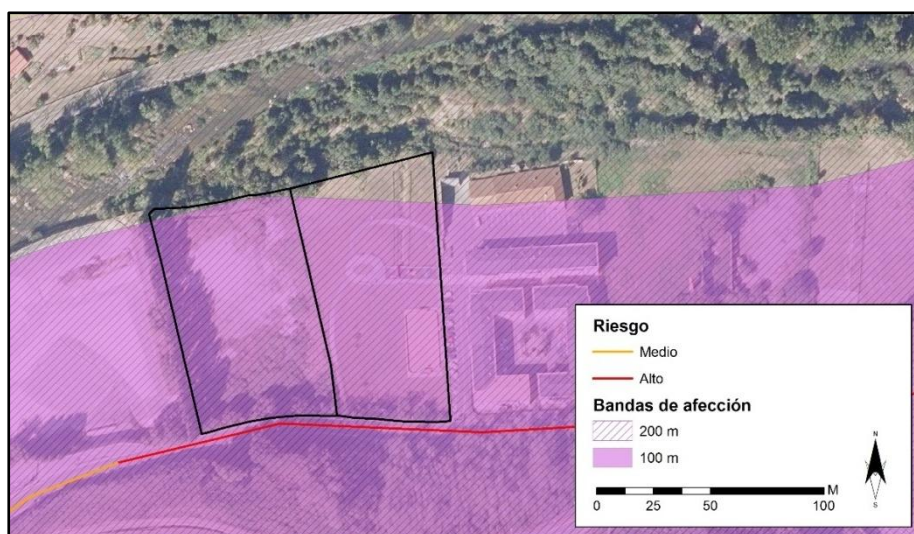 Riesgo
Medio
Alto
Bandas de afección
200 m
100 m
N
S
M
0 25 50 100